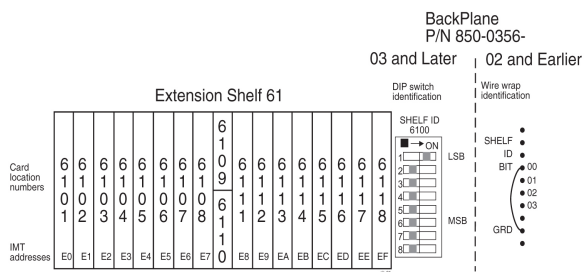 BackPlane
P/N 850-0356-
03 and Later
02 and Earlier
Extension Shelf 61
DIP switch
identification
Wire wrap
identification
SHELF ID
6100
ON
1
2
3
4
5
6
7
8
LSB
MSB
SHELF
ID
BIT
00
01
02
03
GRD
Card
location
numbers
6101
6102
6103
6104
6105
6106
6107
6108
6109
6110
6111
6112
6113
6114
6115
6116
6117
6118
IMT
addresses
E0
E1
E2
E3
E4
E5
E6
E7
E8
E9
EA
EB
EC
ED
EE
EF